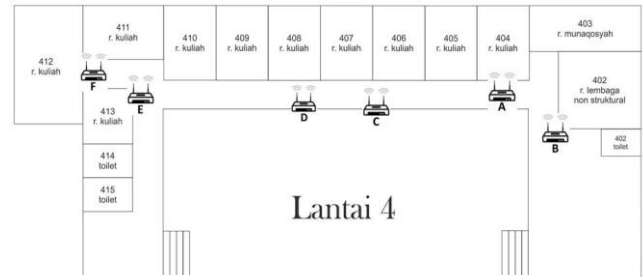 411
r. kuliah
410
r. kuliah
409
r. kuliah
408
r. kuliah
407
r. kuliah
406
r. kuliah
405
r. kuliah
404
r. kuliah
403
r. munaqosyah
412
r. kuliah
402
r. lembaga
non struktural
F
E
D
C
A
B
413
r. kuliah
402
toilet
414
toilet
415
toilet
Lantai 4